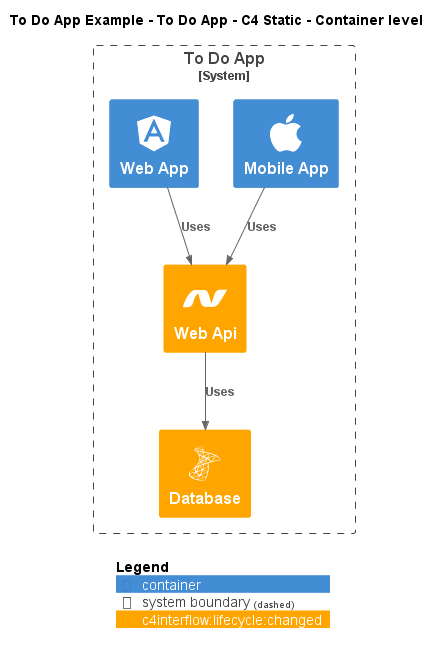 To Do App Example - To Do App - C4 Static - Container level
To Do App
[System]
Web App
Mobile App
Uses
Uses
Web Api
Uses
Database
Legend
container
system boundary (dashed)
c4interflow:lifecycle:changed